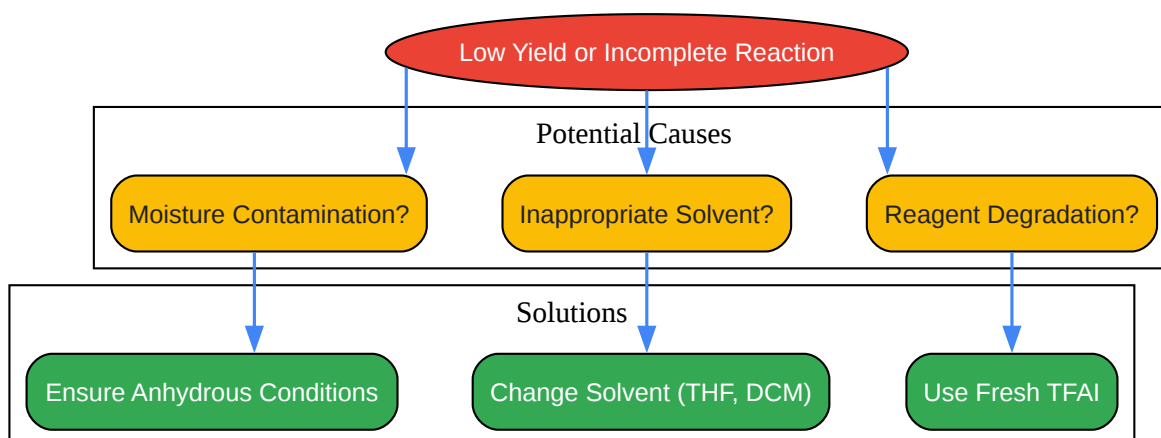 Low Yield or Incomplete Reaction
Potential Causes
Moisture Contamination?
Inappropriate Solvent?
Reagent Degradation?
Solutions
Ensure Anhydrous Conditions
Change Solvent (THF, DCM)
Use Fresh TFAI